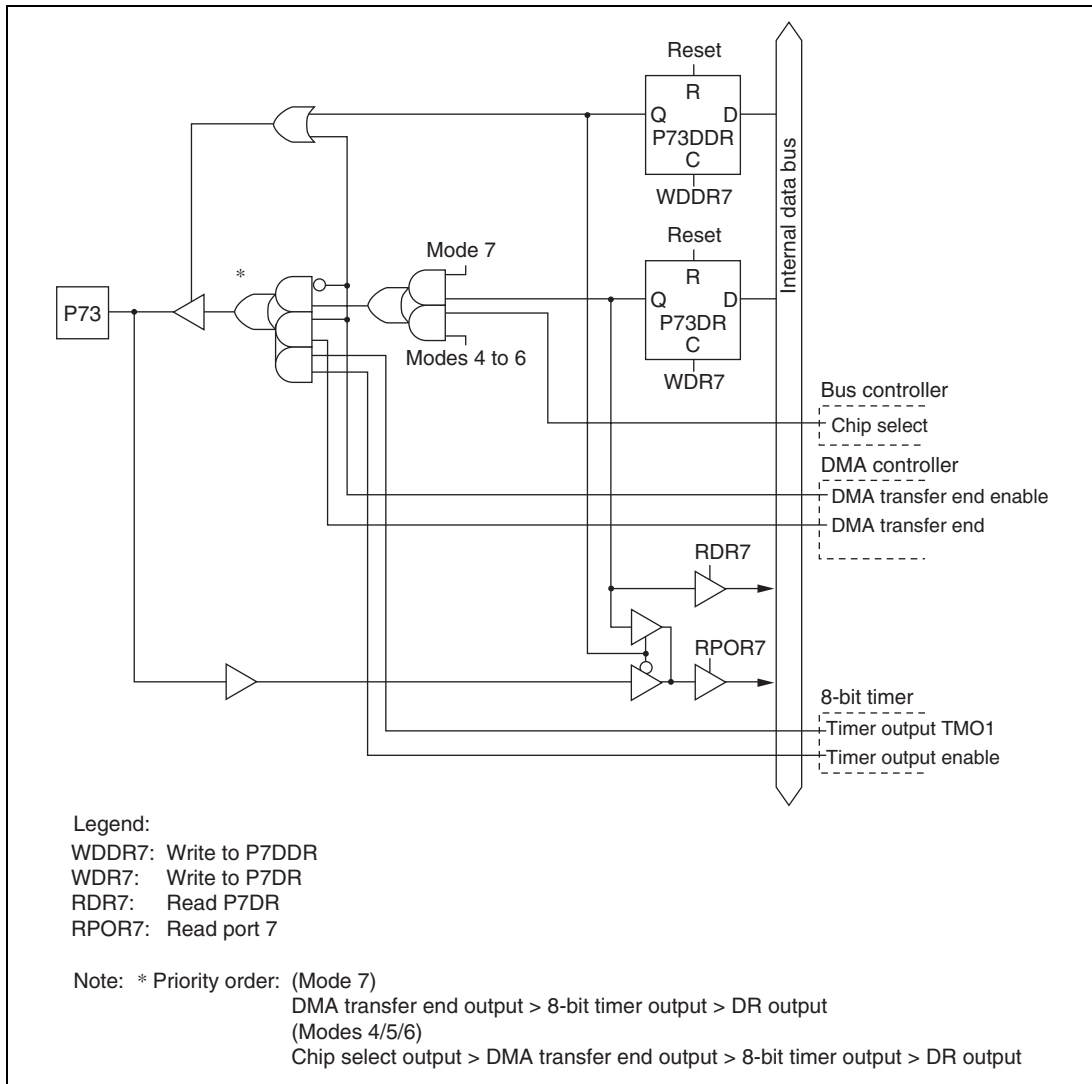 Reset
R
Q D
P73DDR
C
WDDR7
Internal data bus
Reset
Mode 7
R
*
Q D
P73
P73DR
C
Modes 4 to 6
WDR7
Bus controller
Chip select
DMA controller
DMA transfer end enable
DMA transfer end
RDR7
RPOR7
8-bit timer
Timer output TMO1
Timer output enable
Legend:
WDDR7: Write to P7DDR
WDR7: Write to P7DR
RDR7: Read P7DR
RPOR7: Read port 7
Note: * Priority order: (Mode 7)
DMA transfer end output > 8-bit timer output > DR output
(Modes 4/5/6)
Chip select output > DMA transfer end output > 8-bit timer output > DR output